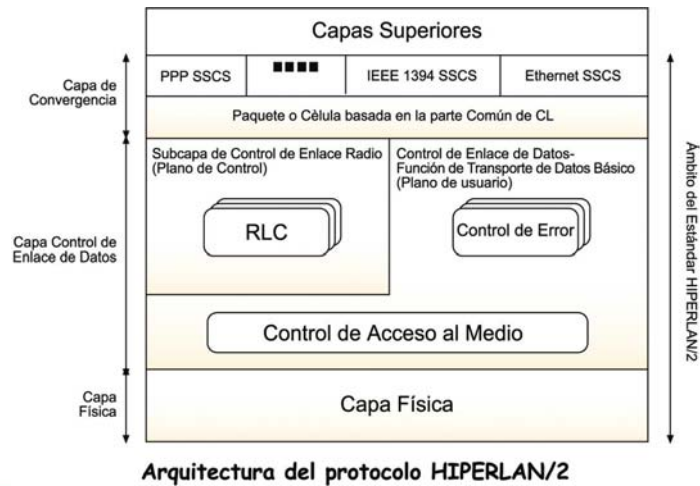 Capas Superiores
PPP SSCS
IEEE 1394 SSCS
Ethernet SSCS
Capa de
Convergencia
Paquete o Cèlula basada en la parte Común de CL
Subcapa de Control de Enlace Radio
(Plano de Control)
Control de Enlace de Datos-
Función de Transporte de Datos Básico
(Plano de usuario)
RLC
Control de Error
Capa Control de
Enlace de Datos
Control de Acceso al Medio
Capa
Física
Capa Física
Ámbito del Estándar HIPERLAN/2
Arquitectura del protocolo HIPERLAN/2